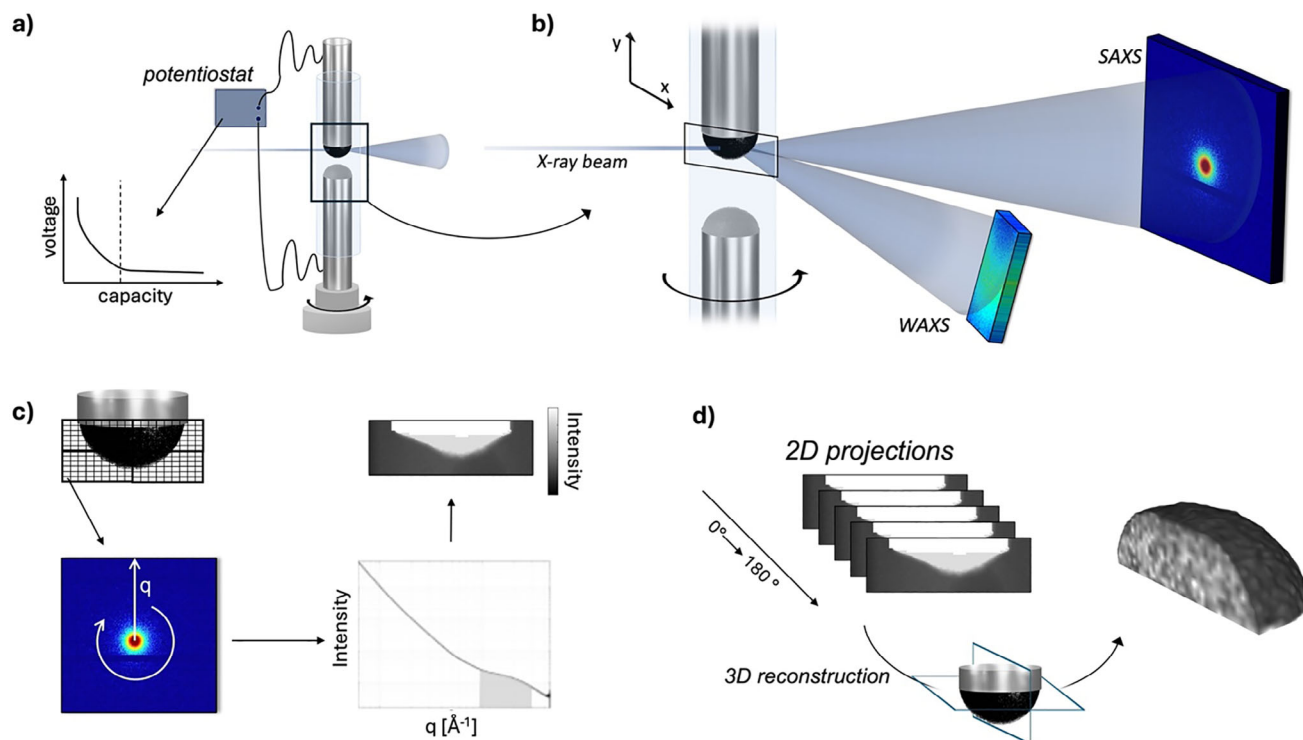 a)
potentiostat
voltage
capacity
b)
y
x
X-ray beam
SAXS
WAXS
c)
Intensity
q
Intensity
q [Å⁻¹]
d)
2D projections
0° → 180°
3D reconstruction